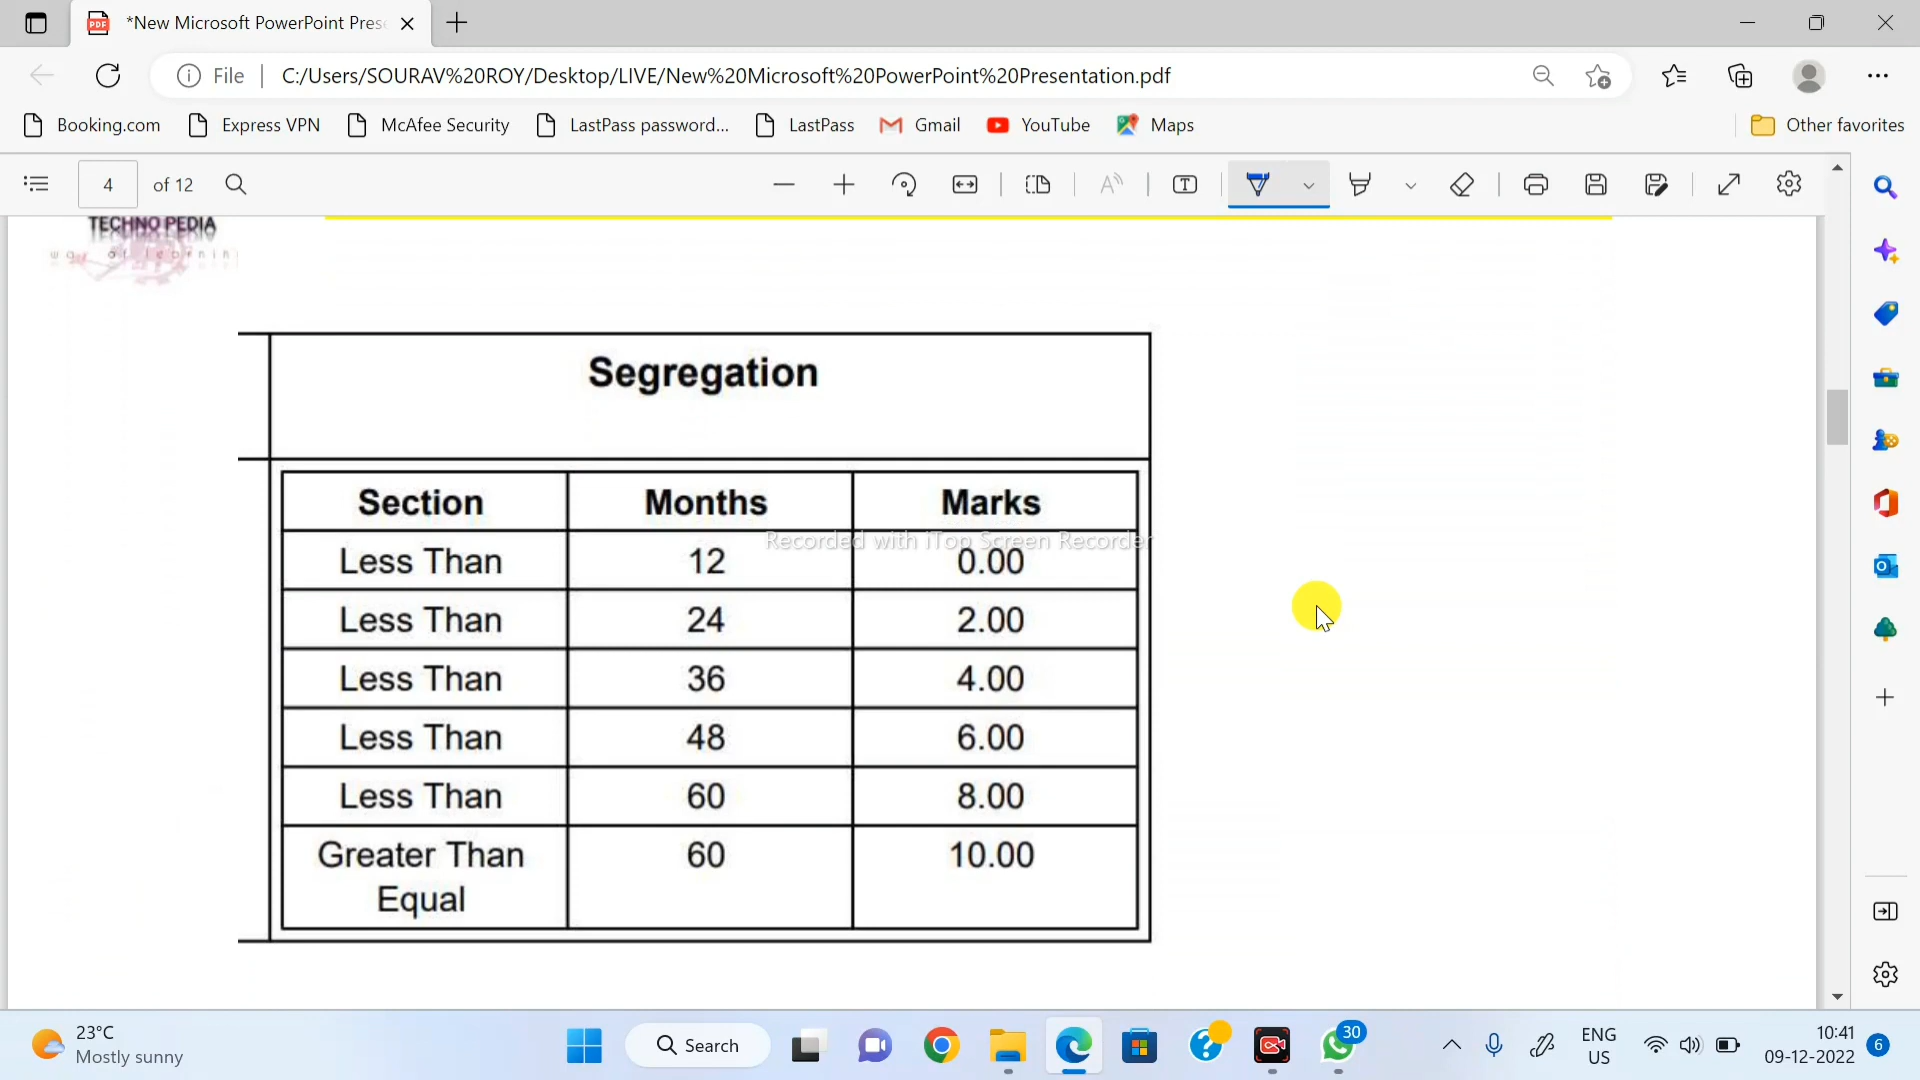 *New Microsoft PowerPoint Pres
File
C:/Users/SOURAV%20ROY/Desktop/LIVE/New%20Microsoft%20PowerPoint%20Presentation.pdf
Booking.com
Express VPN
McAfee Security
LastPass password...
LastPass
Gmail
YouTube
Maps
Other favorites
4
of 12
TECHNO PEDIA
Segregation
Section Months Marks
Recorded with iTop Screen Recorder
Less Than 12 0.00
Less Than 24 2.00
Less Than 36 4.00
Less Than 48 6.00
Less Than 60 8.00
Greater Than 60 10.00
Equal
23°C
Mostly sunny
Search
30
ENG
US
10:41
09-12-2022
6